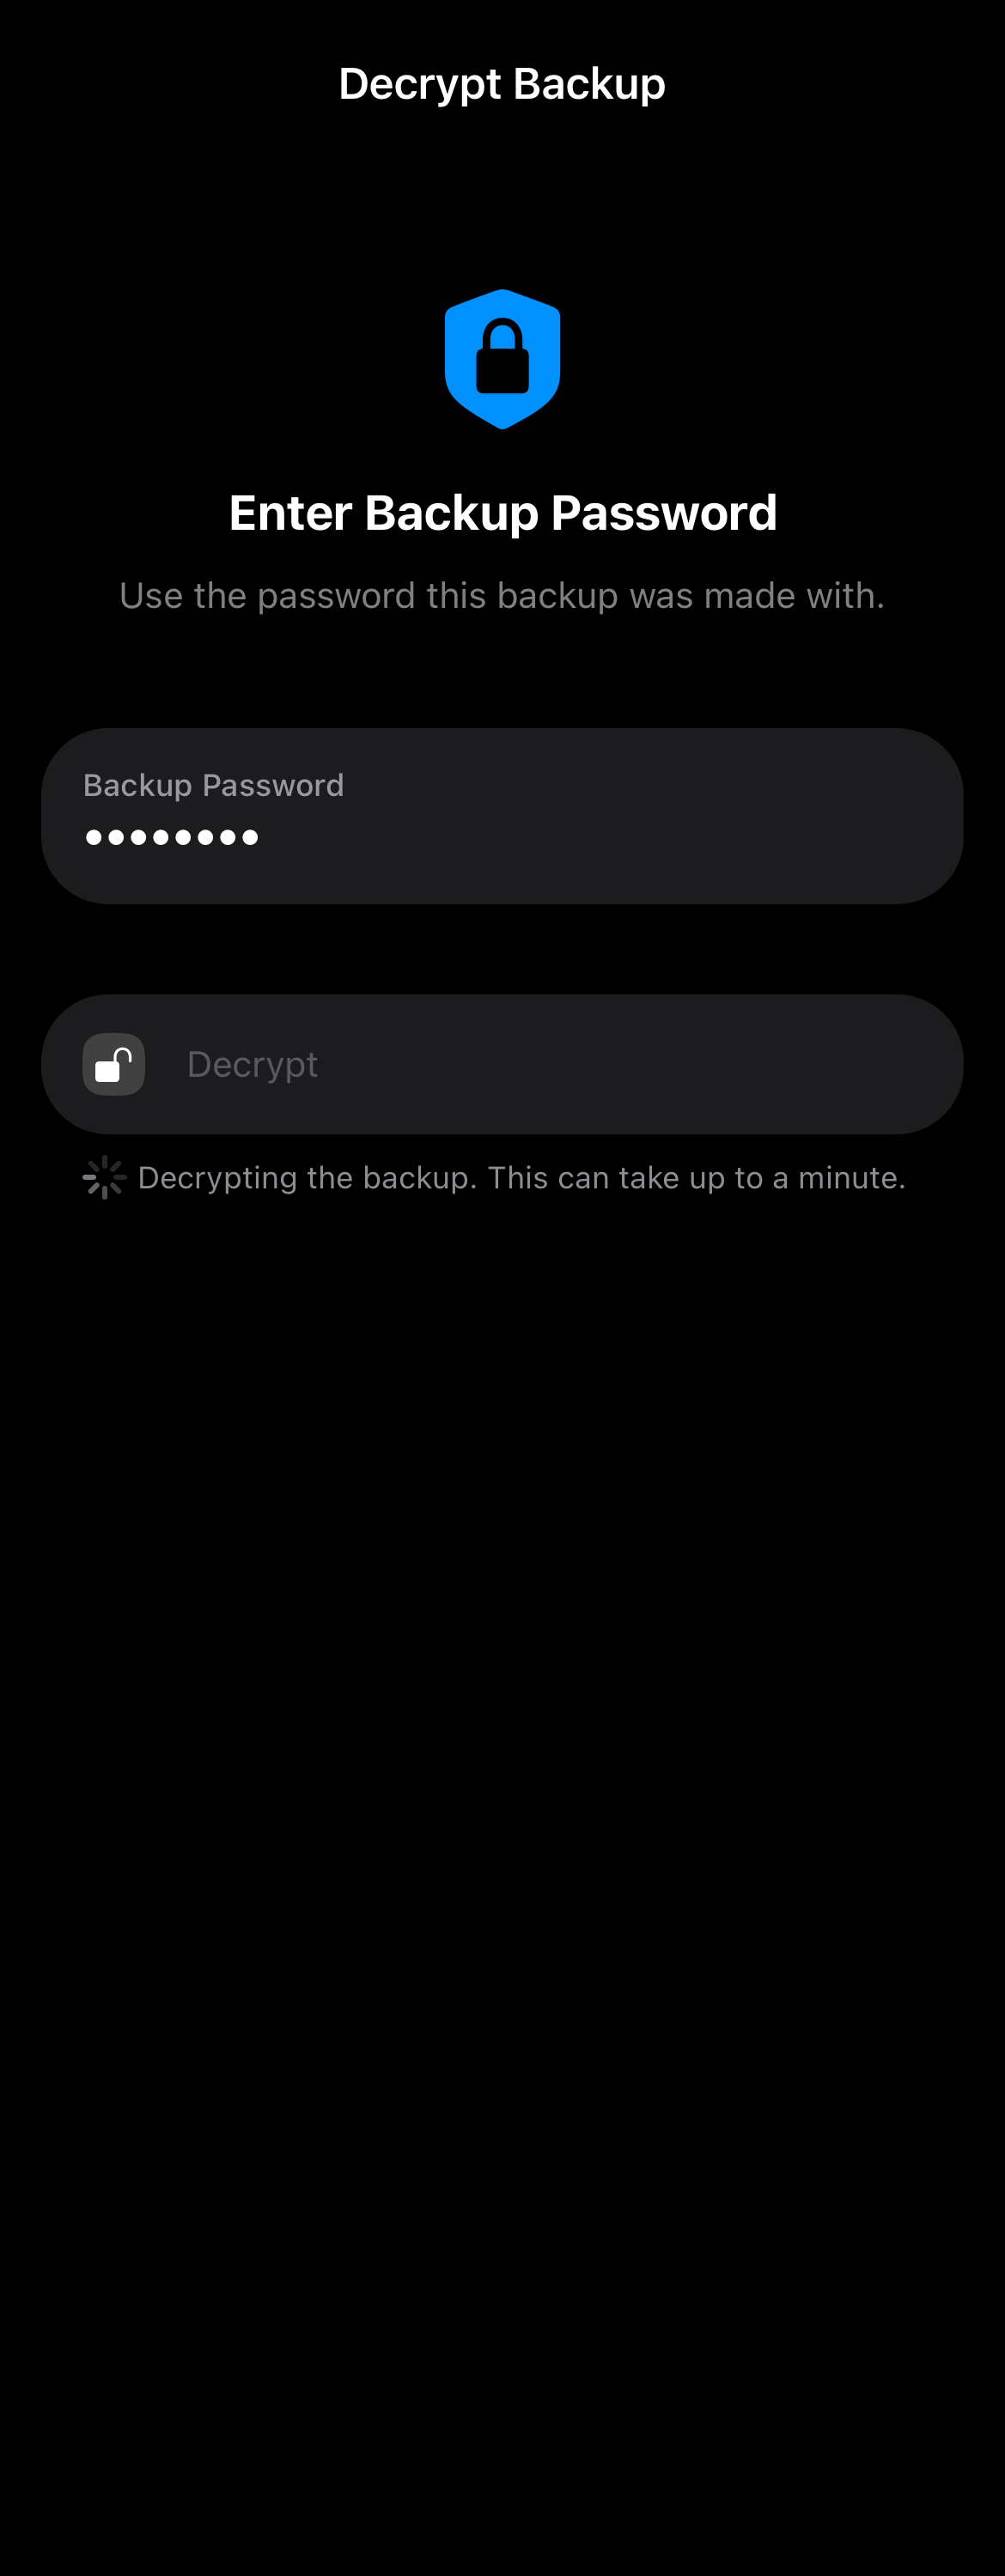 Decrypt Backup
Enter Backup Password
Use the password this backup was made with.
Backup Password
••••••••
Decrypt
Decrypting the backup. This can take up to a minute.